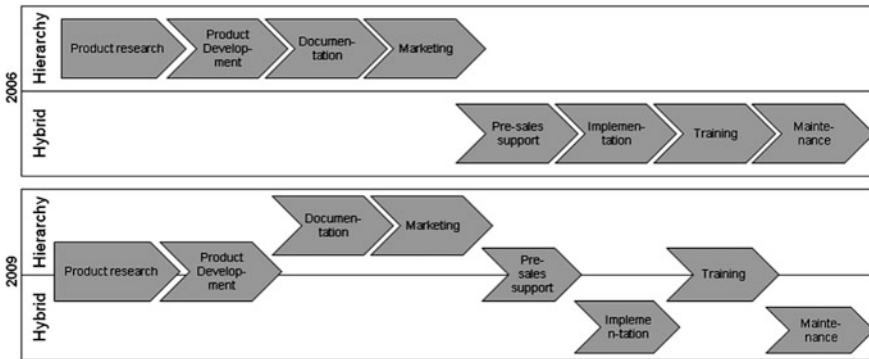 2006
Hierarchy
Product research
Product
Develop-
ment
Documen-
tation
Marketing
Hybrid
Pre-sales
support
Implemen-
tation
Training
Mainte-
nance
2009
Hierarchy
Documen-
tation
Marketing
Product research
Product
Develop-
ment
Pre-
sales
support
Training
Hybrid
Impleme
n-tation
Mainte-
nance